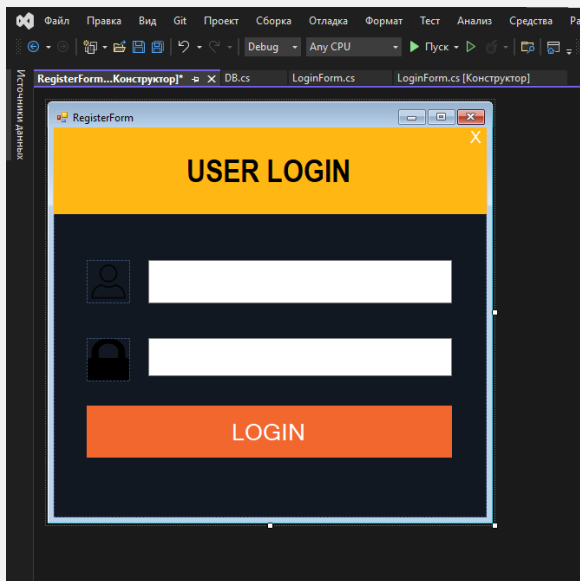 Файл Правка Вид Git Проект Сборка Отладка Формат Тест Анализ Средства
Debug Any CPU Пуск
RegisterForm...Конструктор]* DB.cs LoginForm.cs LoginForm.cs [Конструктор]
Источники данных
RegisterForm
X
USER LOGIN
LOGIN